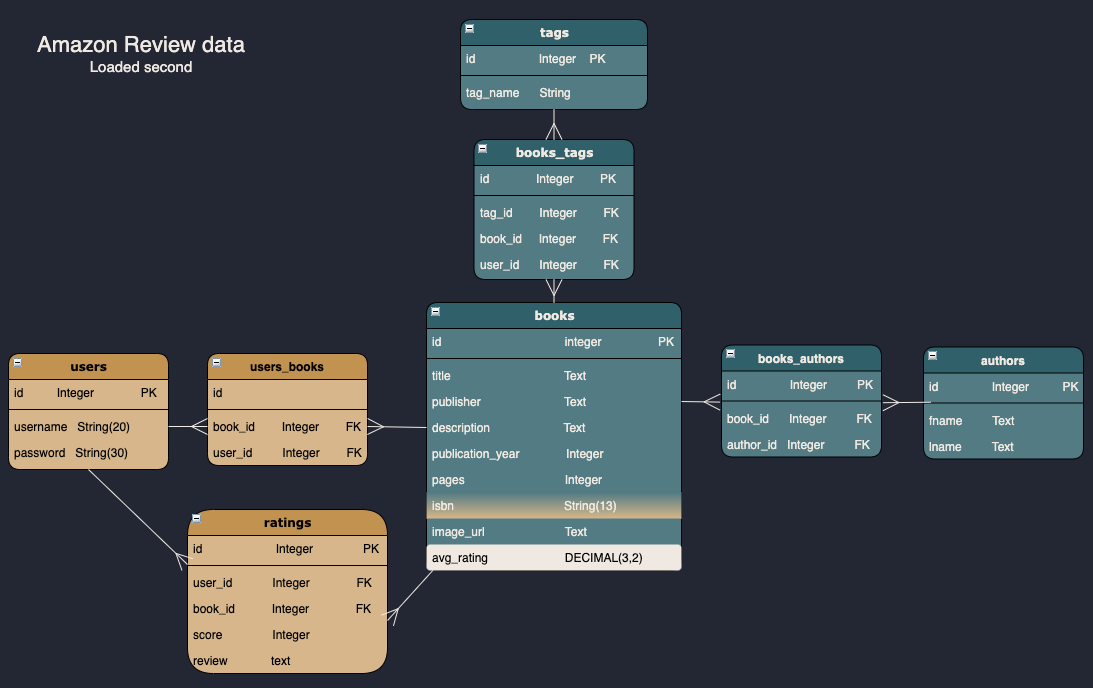 Amazon Review data
Loaded second
tags
id Integer PK
tag_name String
books_tags
id Integer PK
tag_id Integer FK
book_id Integer FK
user_id Integer FK
books
id integer PK
title Text
publisher Text
description Text
publication_year Integer
pages Integer
isbn String(13)
image_url Text
avg_rating DECIMAL(3,2)
users
id Integer PK
username String(20)
password String(30)
users_books
id
book_id Integer FK
user_id Integer FK
ratings
id Integer PK
user_id Integer FK
book_id Integer FK
score Integer
review text
books_authors
id Integer PK
book_id Integer FK
author_id Integer FK
authors
id Integer PK
fname Text
lname Text